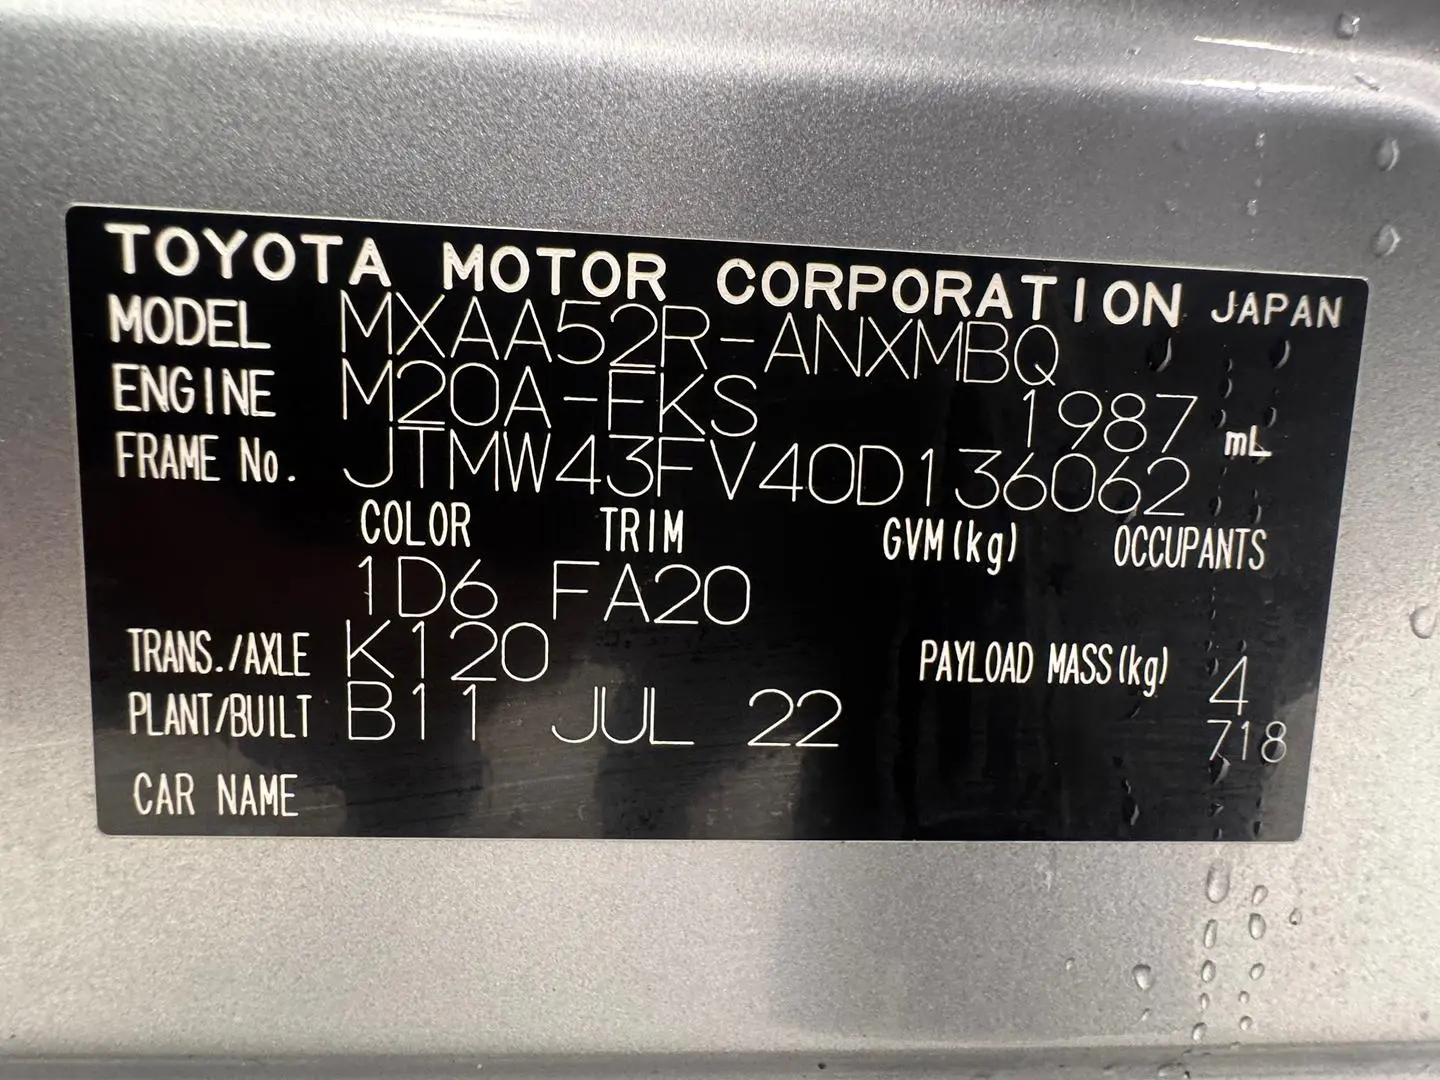 TOYOTA MOTOR CORPORATION JAPAN
MODEL MXAA52R-ANXMBQ
ENGINE M20A-FKS 1987 mL
FRAME No. JTMW43FV40D136062
COLOR TRIM GVM(kg) OCCUPANTS
1D6 FA20
TRANS./AXLE K120 PAYLOAD MASS(kg) 4
PLANT/BUILT B11 JUL 22 718
CAR NAME